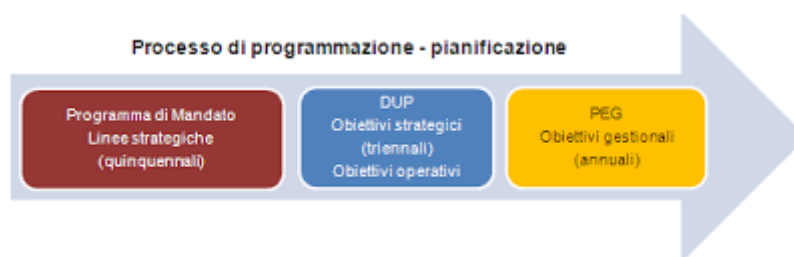 Processo di programmazione - pianificazione
Programma di Mandato
Linee strategiche
(quinquennali)
DUP
Obiettivi strategici
(triennali)
Obiettivi operativi
PEG
Obiettivi gestionali
(annuali)